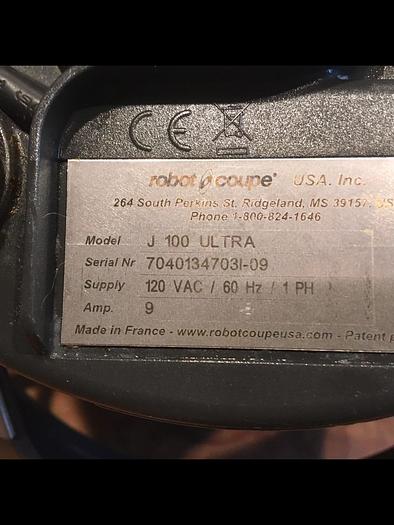 CE
robot coupe® USA. Inc.
264 South Perkins St. Ridgeland, MS 39157, US
Phone 1-800-824-1646
Model J 100 ULTRA
Serial Nr 7040134703I-09
Supply 120 VAC / 60 Hz / 1 PH
Amp. 9
Made in France - www.robotcoupeusa.com - Patent